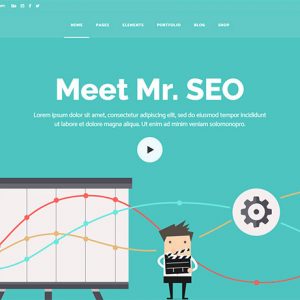 HOME PAGES ELEMENTS PORTFOLIO BLOG SHOP
Meet Mr. SEO
Lorem ipsum dolor sit amet, consectetur adipiscing elit, sed do eiusmod tempor incididunt
ut labore et dolore magna aliqua. Ut enim ad minim veniam solomonopro.